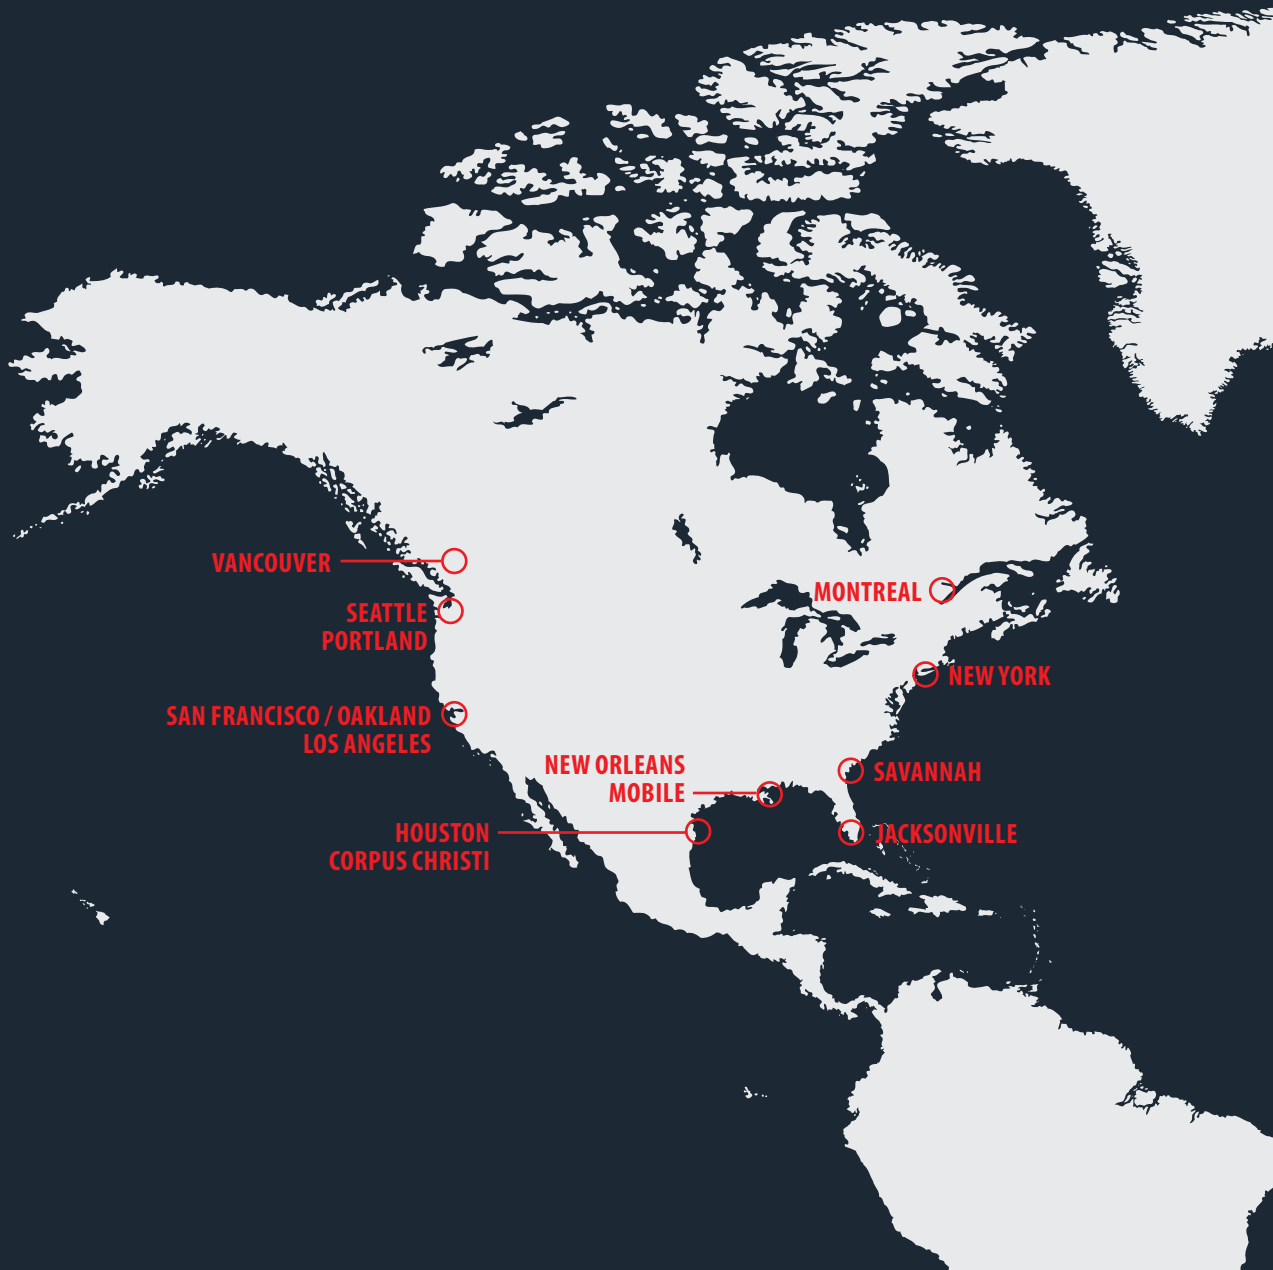 VANCOUVER
SEATTLE
PORTLAND
SAN FRANCISCO / OAKLAND
LOS ANGELES
NEW ORLEANS
MOBILE
HOUSTON
CORPUS CHRISTI
MONTREAL
NEW YORK
SAVANNAH
JACKSONVILLE